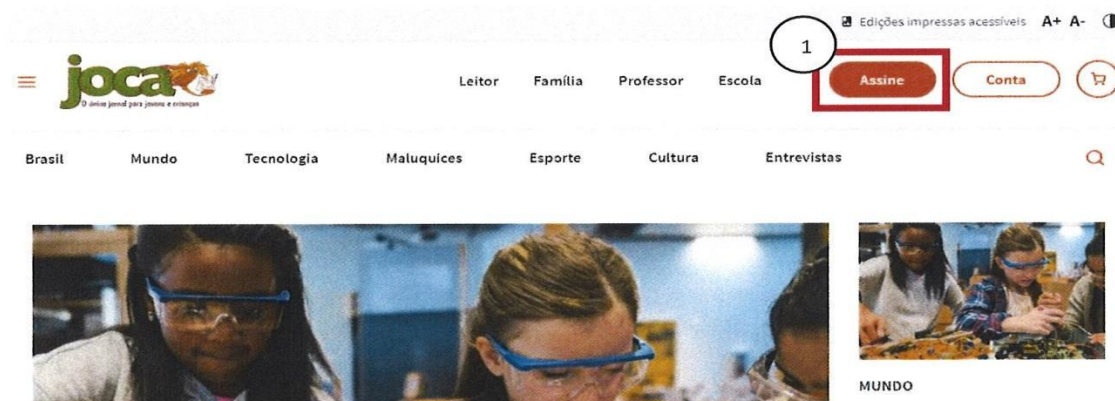 Edições impressas acessíveis A+ A-
1
joca
O único jornal para jovens e crianças
Leitor Família Professor Escola Assine Conta
Brasil Mundo Tecnologia Maluquices Esporte Cultura Entrevistas
MUNDO